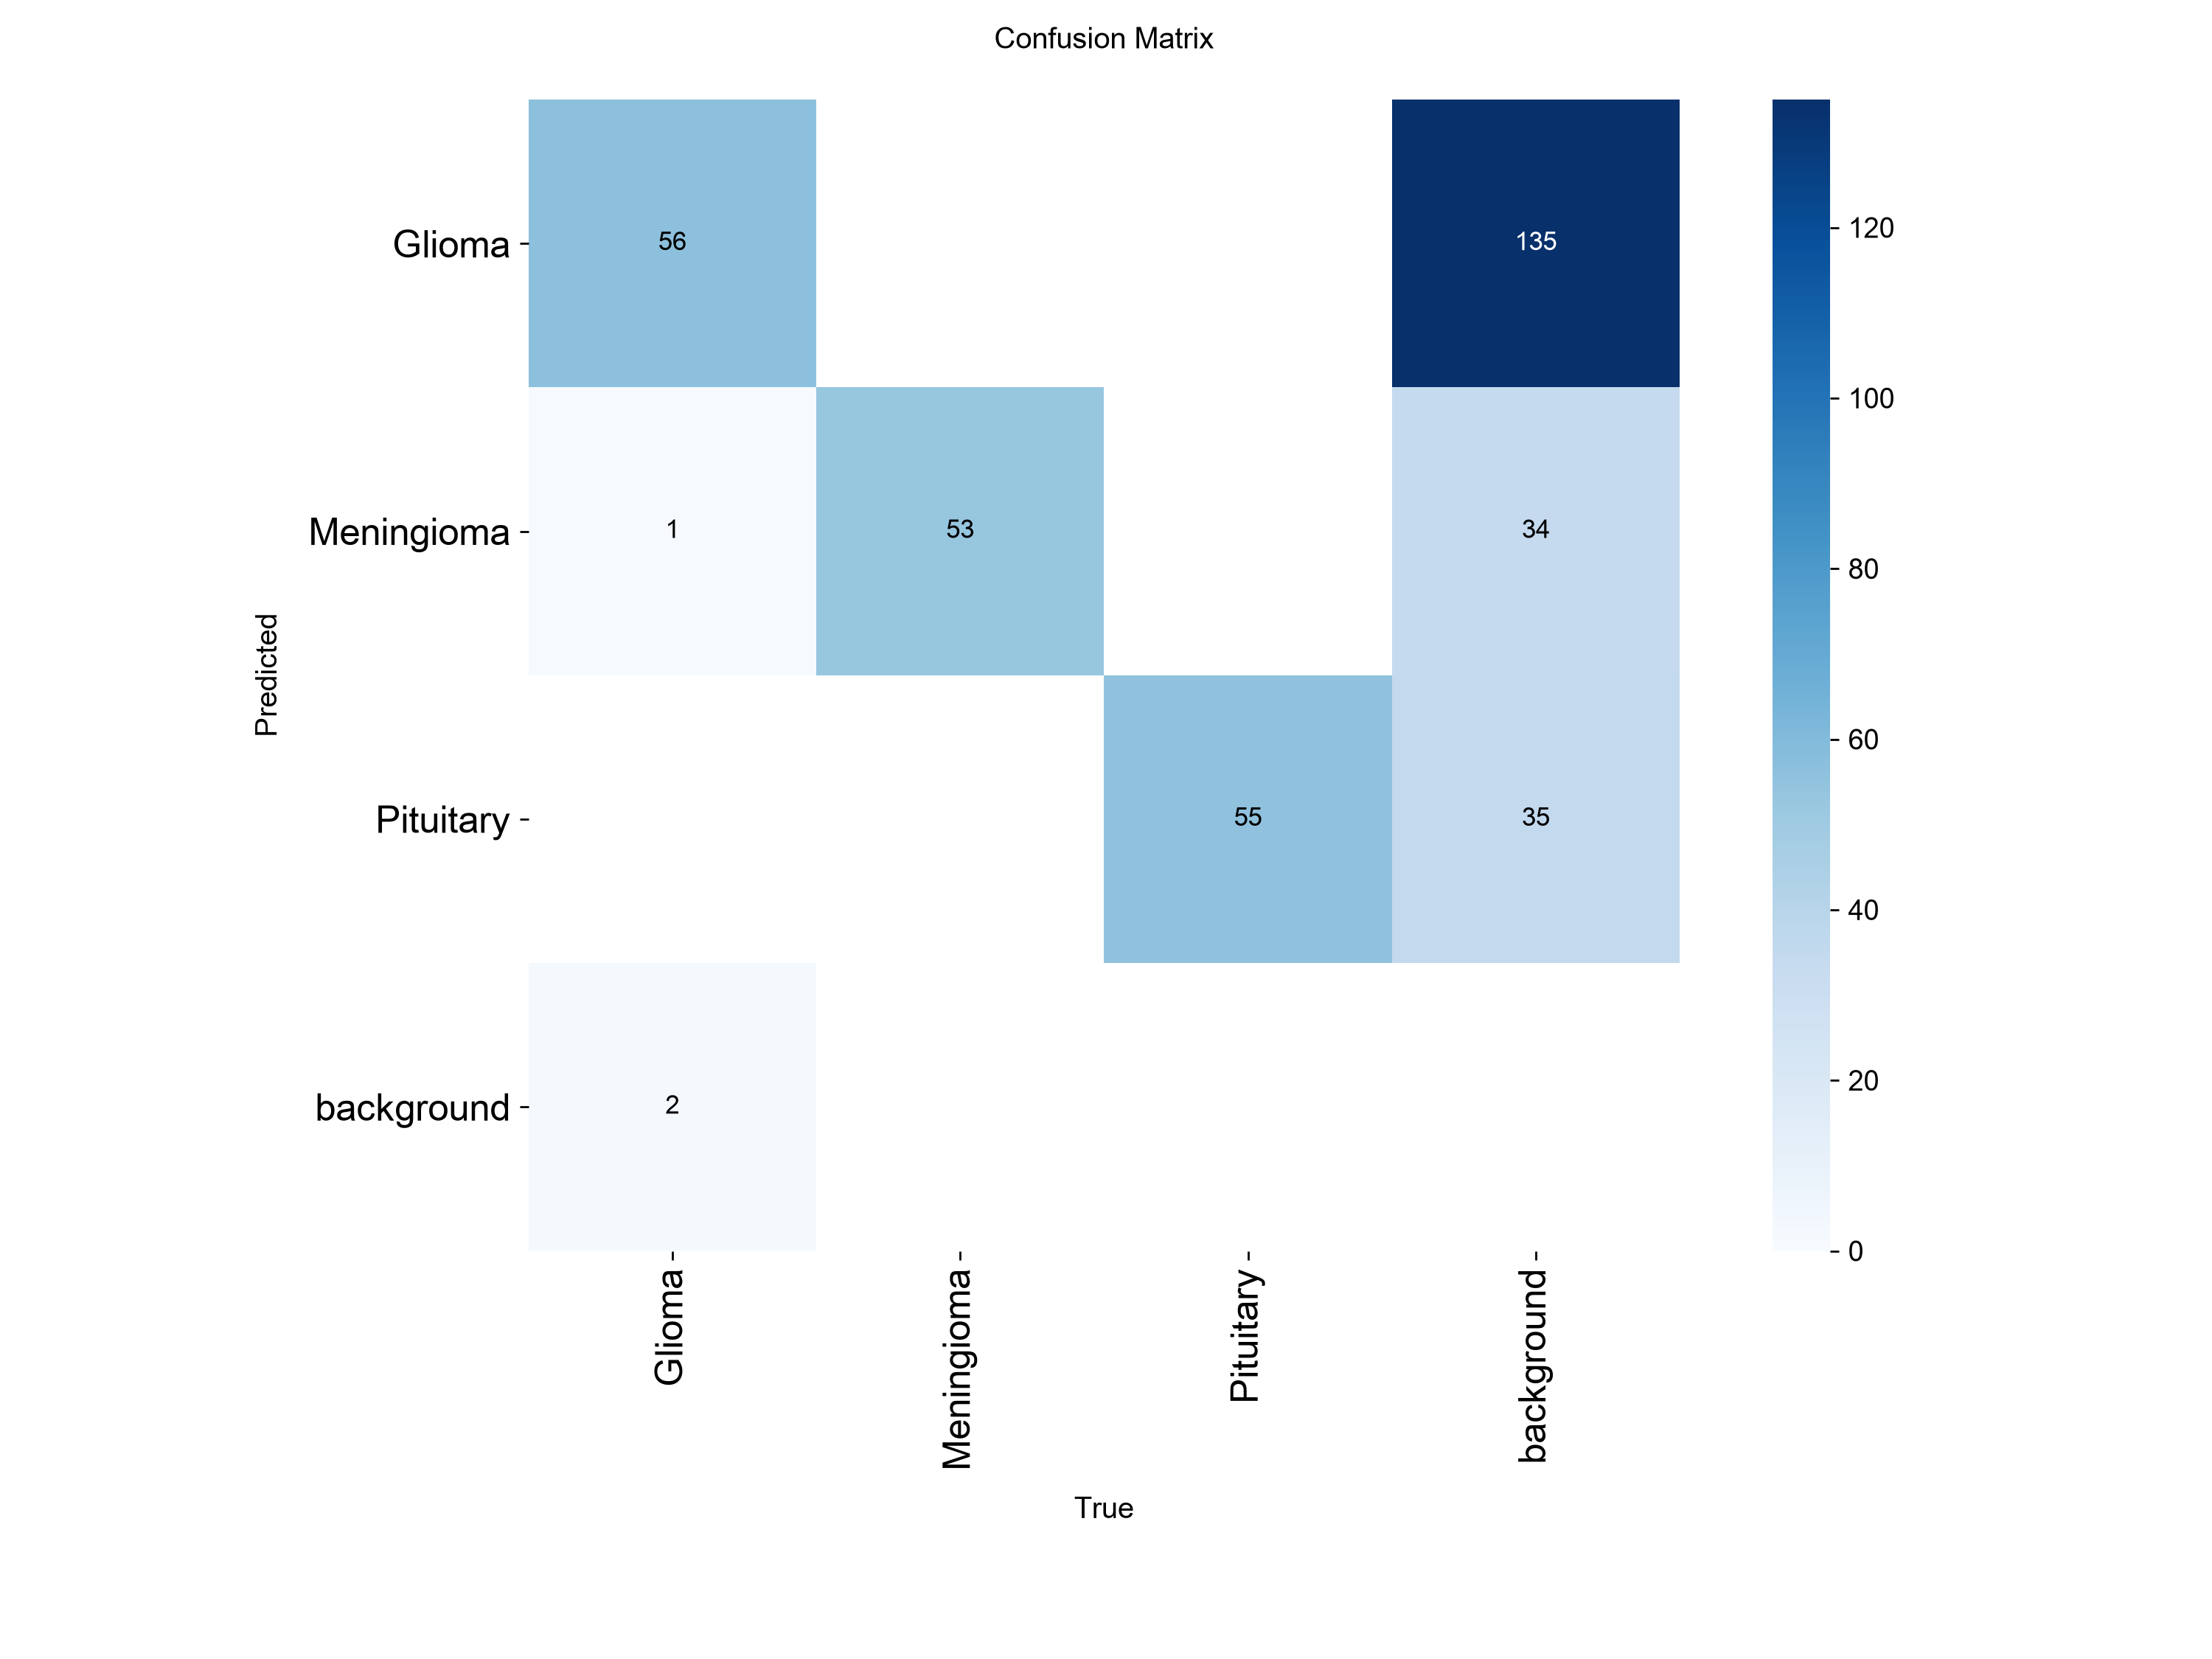 Confusion Matrix
Glioma
56
135
120
100
Meningioma
1
53
34
80
Predicted
60
Pituitary
55
35
40
background
2
20
0
Glioma
Meningioma
Pituitary
background
True